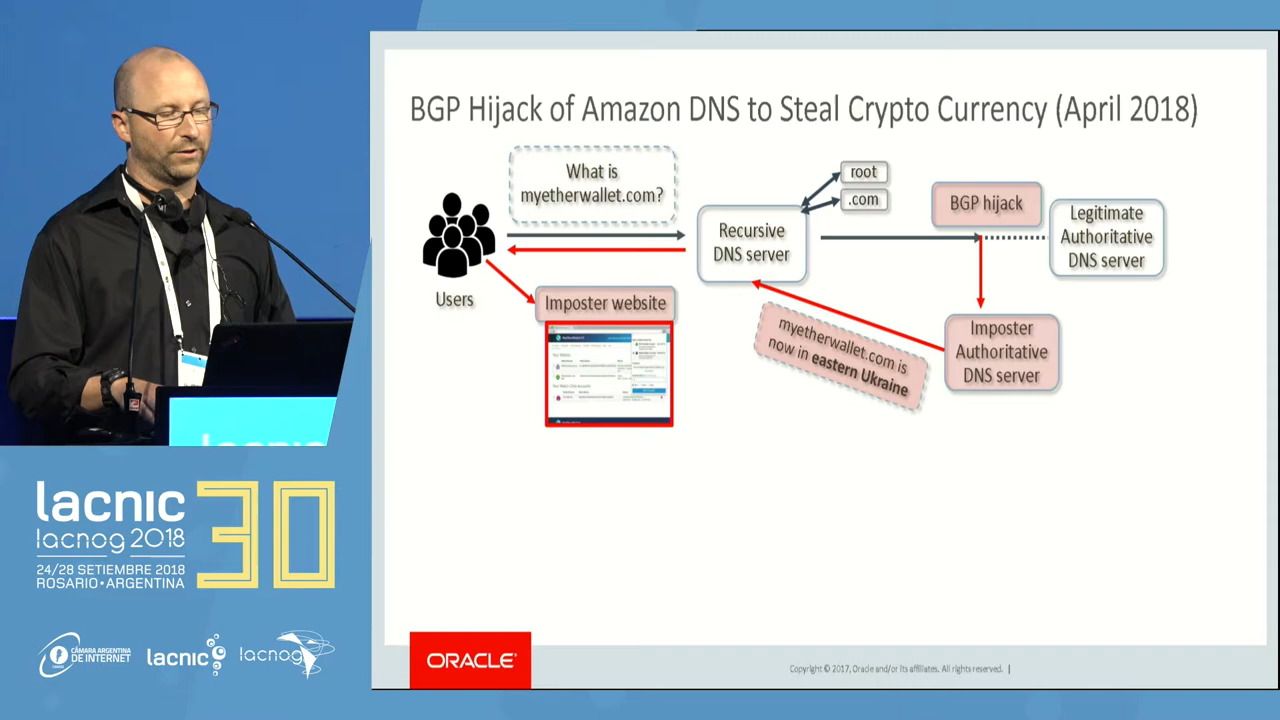 BGP Hijack of Amazon DNS to Steal Crypto Currency (April 2018)
What is
myetherwallet.com?
root
.com
BGP hijack
Legitimate
Authoritative
DNS server
Recursive
DNS server
Users
Imposter website
myetherwallet.com is
now in eastern Ukraine
Imposter
Authoritative
DNS server
lacnic
lacnic
lacnog 2018
30
24/28 SETIEMBRE 2018
ROSARIO • ARGENTINA
CÁMARA ARGENTINA
DE INTERNET
lacnic
lacnog
ORACLE®
Copyright © 2017, Oracle and/or its affiliates. All rights reserved. |